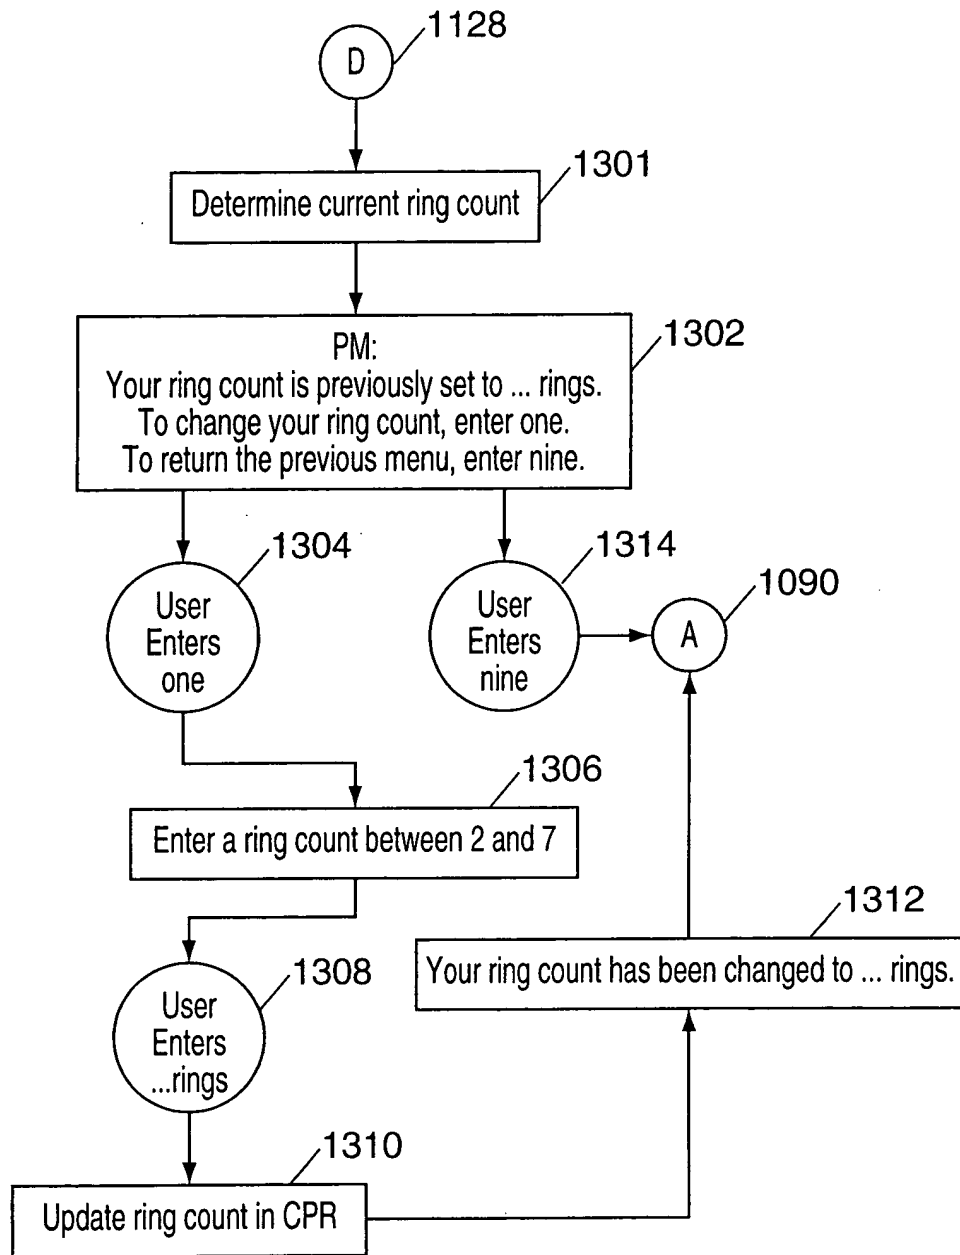 1128
D
1301
Determine current ring count
1302
PM:
Your ring count is previously set to ... rings.
To change your ring count, enter one.
To return the previous menu, enter nine.
1304
User
Enters
one
1314
User
Enters
nine
1090
A
1306
Enter a ring count between 2 and 7
1312
Your ring count has been changed to ... rings.
1308
User
Enters
...rings
1310
Update ring count in CPR